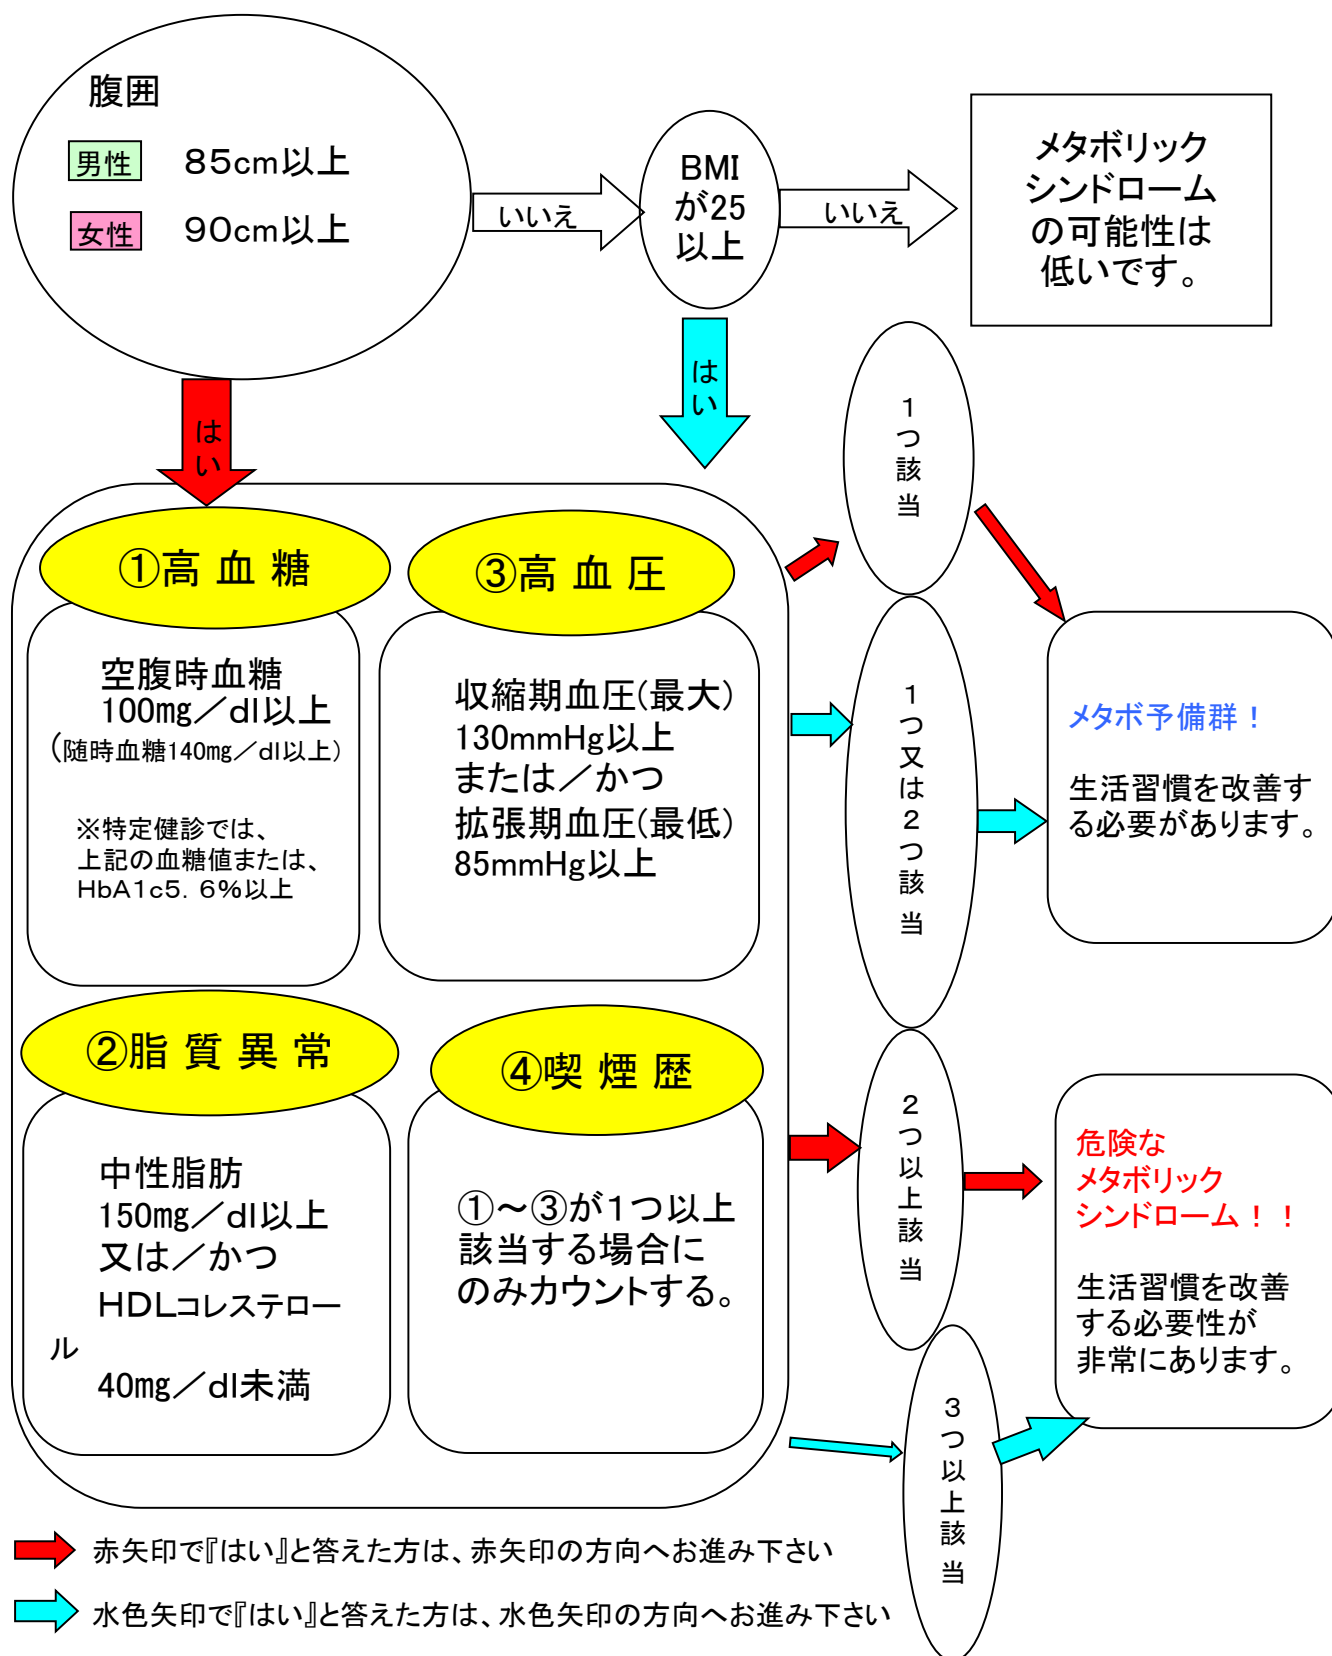 腹囲
男性 85cm以上
女性 90cm以上
いいえ
BMI
が25
以上
いいえ
メタボリック
シンドローム
の可能性は
低いです。
はい
はい
①高血糖
空腹時血糖
100㎎／dl以上
(随時血糖140㎎／dl以上)
※特定健診では、
上記の血糖値または、
HbA1c5．6%以上
③高血圧
収縮期血圧(最大)
130mmHg以上
または／かつ
拡張期血圧(最低)
85mmHg以上
②脂質異常
中性脂肪
150㎎／dl以上
又は／かつ
HDLコレステロー
ル
40㎎／dl未満
④喫煙歴
①～③が1つ以上
該当する場合に
のみカウントする。
1つ該当
1つ又は2つ該当
2つ以上該当
3つ以上該当
メタボ予備群！
生活習慣を改善す
る必要があります。
危険な
メタボリック
シンドローム！！
生活習慣を改善
する必要性が
非常にあります。
赤矢印で『はい』と答えた方は、赤矢印の方向へお進み下さい
水色矢印で『はい』と答えた方は、水色矢印の方向へお進み下さい